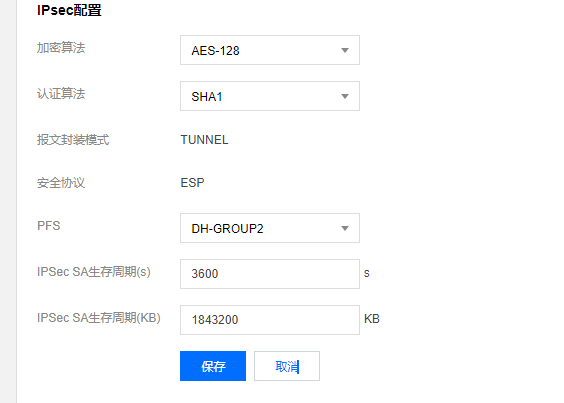 IPsec配置
加密算法 AES-128
认证算法 SHA1
报文封装模式 TUNNEL
安全协议 ESP
PFS DH-GROUP2
IPSec SA生存周期(s) 3600 s
IPSec SA生存周期(KB) 1843200 KB
保存 取消